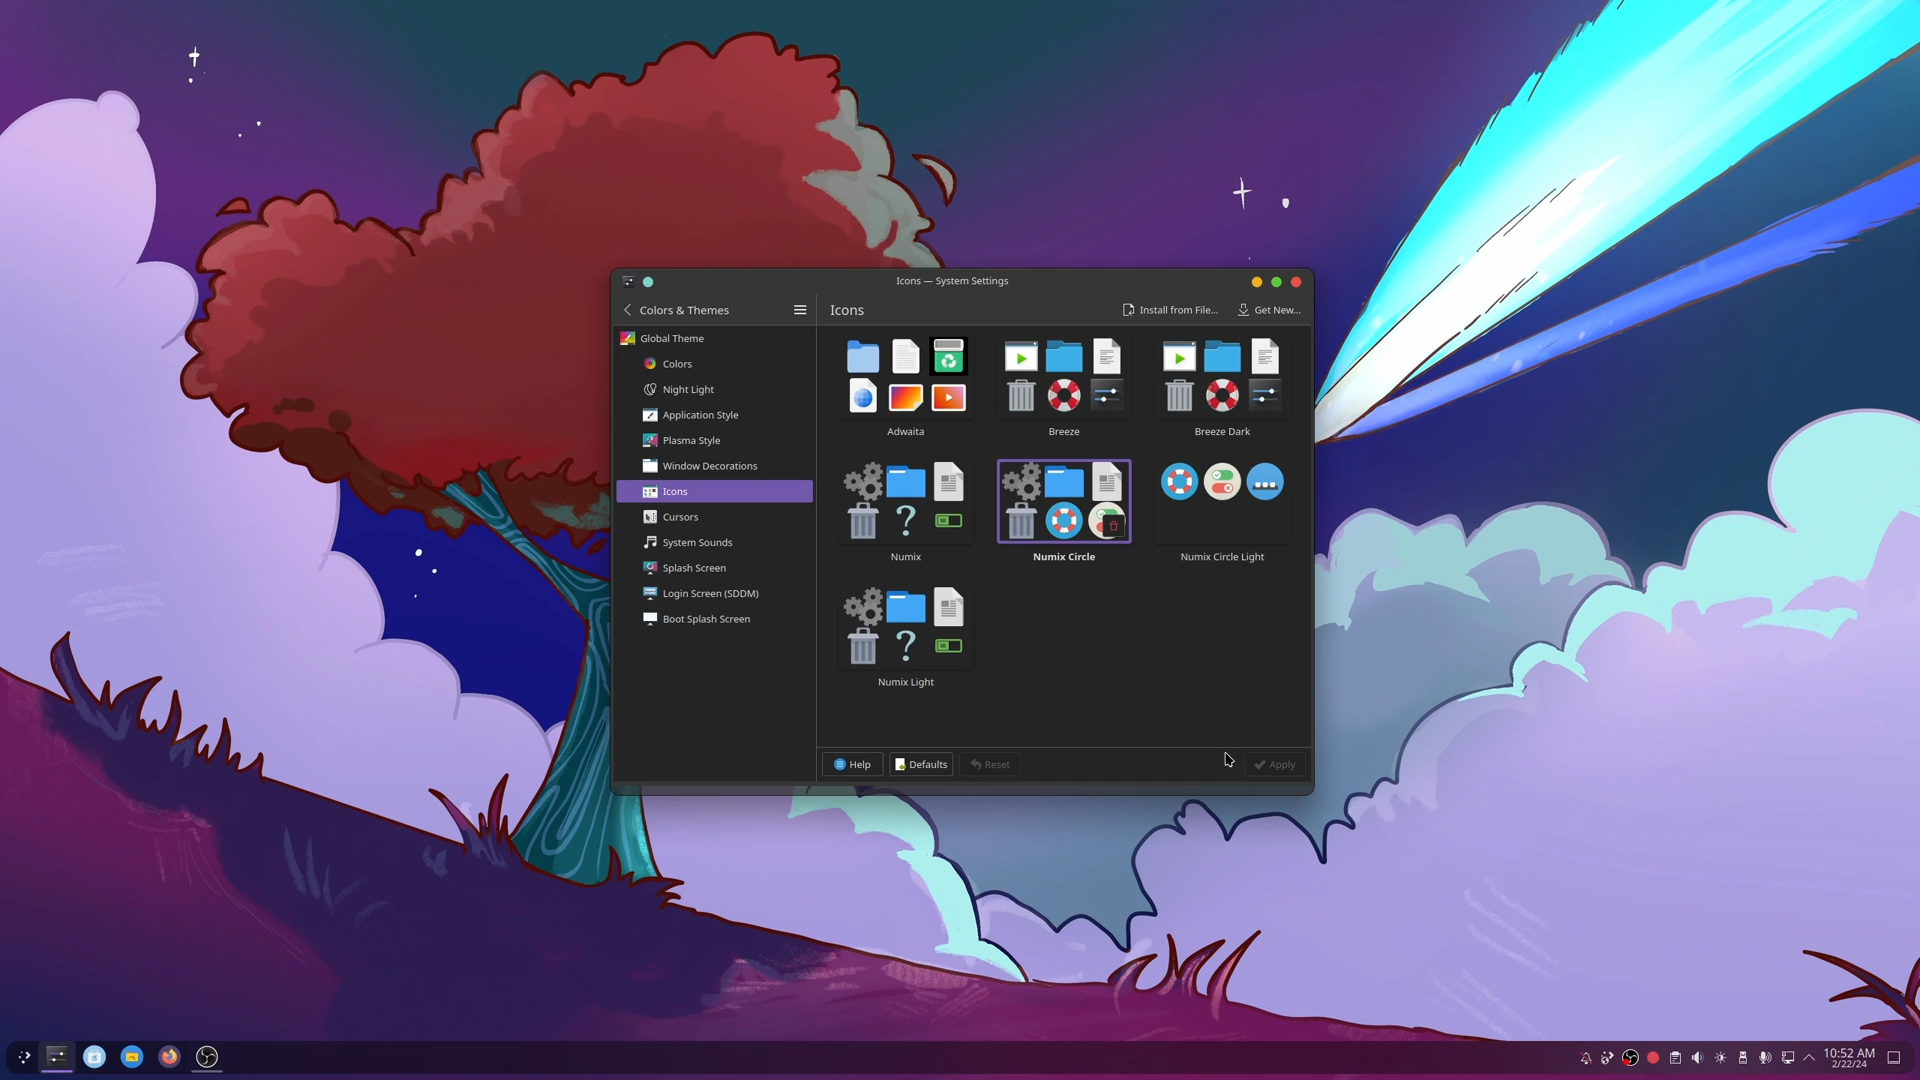 Icons — System Settings
Colors & Themes
Icons
Install from File...
Get New...
Global Theme
Colors
Night Light
Application Style
Plasma Style
Window Decorations
Icons
Cursors
System Sounds
Splash Screen
Login Screen (SDDM)
Boot Splash Screen
Adwaita
Breeze
Breeze Dark
Numix
Numix Circle
Numix Circle Light
Numix Light
Help
Defaults
Reset
Apply
10:52 AM
2/22/24